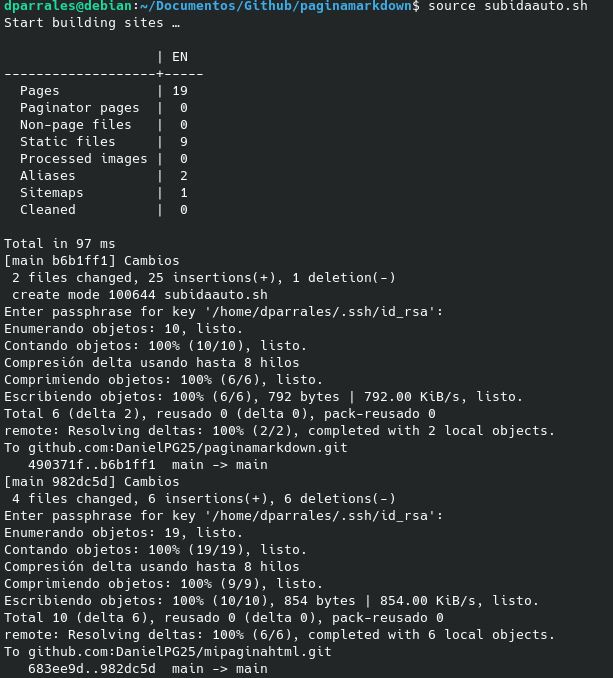 dparrales@debian:~/Documentos/Github/paginamarkdown$ source subidaauto.sh
Start building sites …
                   | EN
-------------------+-----
  Pages            | 19
  Paginator pages  |  0
  Non-page files   |  0
  Static files     |  9
  Processed images |  0
  Aliases          |  2
  Sitemaps         |  1
  Cleaned          |  0
Total in 97 ms
[main b6b1ff1] Cambios
 2 files changed, 25 insertions(+), 1 deletion(-)
 create mode 100644 subidaauto.sh
Enter passphrase for key '/home/dparrales/.ssh/id_rsa':
Enumerando objetos: 10, listo.
Contando objetos: 100% (10/10), listo.
Compresión delta usando hasta 8 hilos
Comprimiendo objetos: 100% (6/6), listo.
Escribiendo objetos: 100% (6/6), 792 bytes | 792.00 KiB/s, listo.
Total 6 (delta 2), reusado 0 (delta 0), pack-reusado 0
remote: Resolving deltas: 100% (2/2), completed with 2 local objects.
To github.com:DanielPG25/paginamarkdown.git
   490371f..b6b1ff1  main -> main
[main 982dc5d] Cambios
 4 files changed, 6 insertions(+), 6 deletions(-)
Enter passphrase for key '/home/dparrales/.ssh/id_rsa':
Enumerando objetos: 19, listo.
Contando objetos: 100% (19/19), listo.
Compresión delta usando hasta 8 hilos
Comprimiendo objetos: 100% (9/9), listo.
Escribiendo objetos: 100% (10/10), 854 bytes | 854.00 KiB/s, listo.
Total 10 (delta 6), reusado 0 (delta 0), pack-reusado 0
remote: Resolving deltas: 100% (6/6), completed with 6 local objects.
To github.com:DanielPG25/mipaginahtml.git
   683ee9d..982dc5d  main -> main